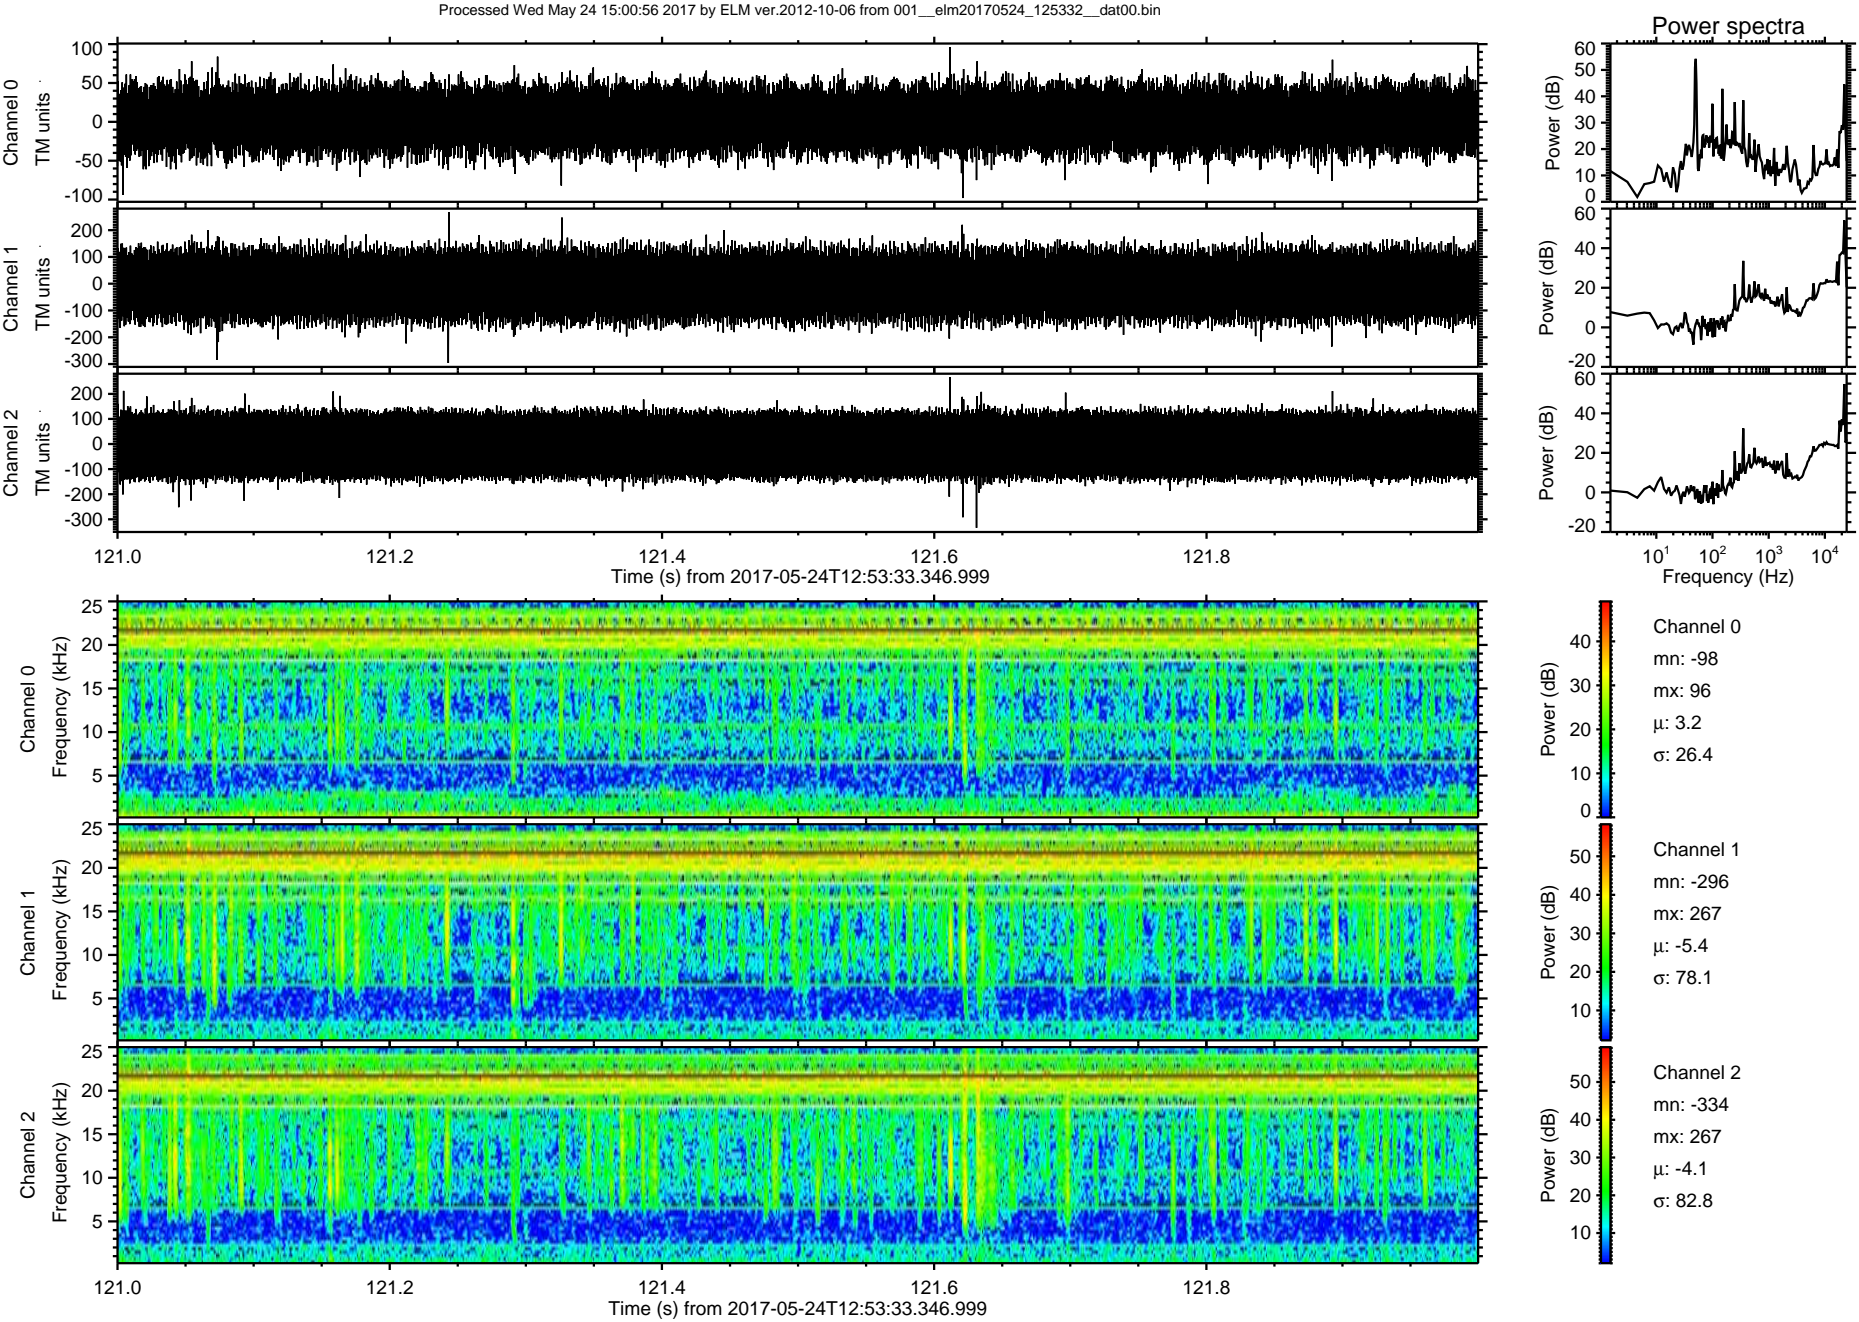 Processed Wed May 24 15:00:56 2017 by ELM ver.2012-10-06 from 001__elm20170524_125332__dat00.bin
Power spectra
Channel 0
TM units
100
50
0
-50
-100
Power (dB)
60
50
40
30
20
10
0
Channel 1
TM units
200
100
0
-100
-200
-300
Power (dB)
60
40
20
0
-20
Channel 2
TM units
200
100
0
-100
-200
-300
Power (dB)
60
40
20
0
-20
121.0 121.2 121.4 121.6 121.8
Time (s) from 2017-05-24T12:53:33.346.999
10¹ 10² 10³ 10⁴
Frequency (Hz)
Channel 0
Frequency (kHz)
25
20
15
10
5
Power (dB)
40
30
20
10
0
Channel 0
mn: -98
mx: 96
μ: 3.2
σ: 26.4
Channel 1
Frequency (kHz)
25
20
15
10
5
Power (dB)
50
40
30
20
10
Channel 1
mn: -296
mx: 267
μ: -5.4
σ: 78.1
Channel 2
Frequency (kHz)
25
20
15
10
5
Power (dB)
50
40
30
20
10
Channel 2
mn: -334
mx: 267
μ: -4.1
σ: 82.8
121.0 121.2 121.4 121.6 121.8
Time (s) from 2017-05-24T12:53:33.346.999